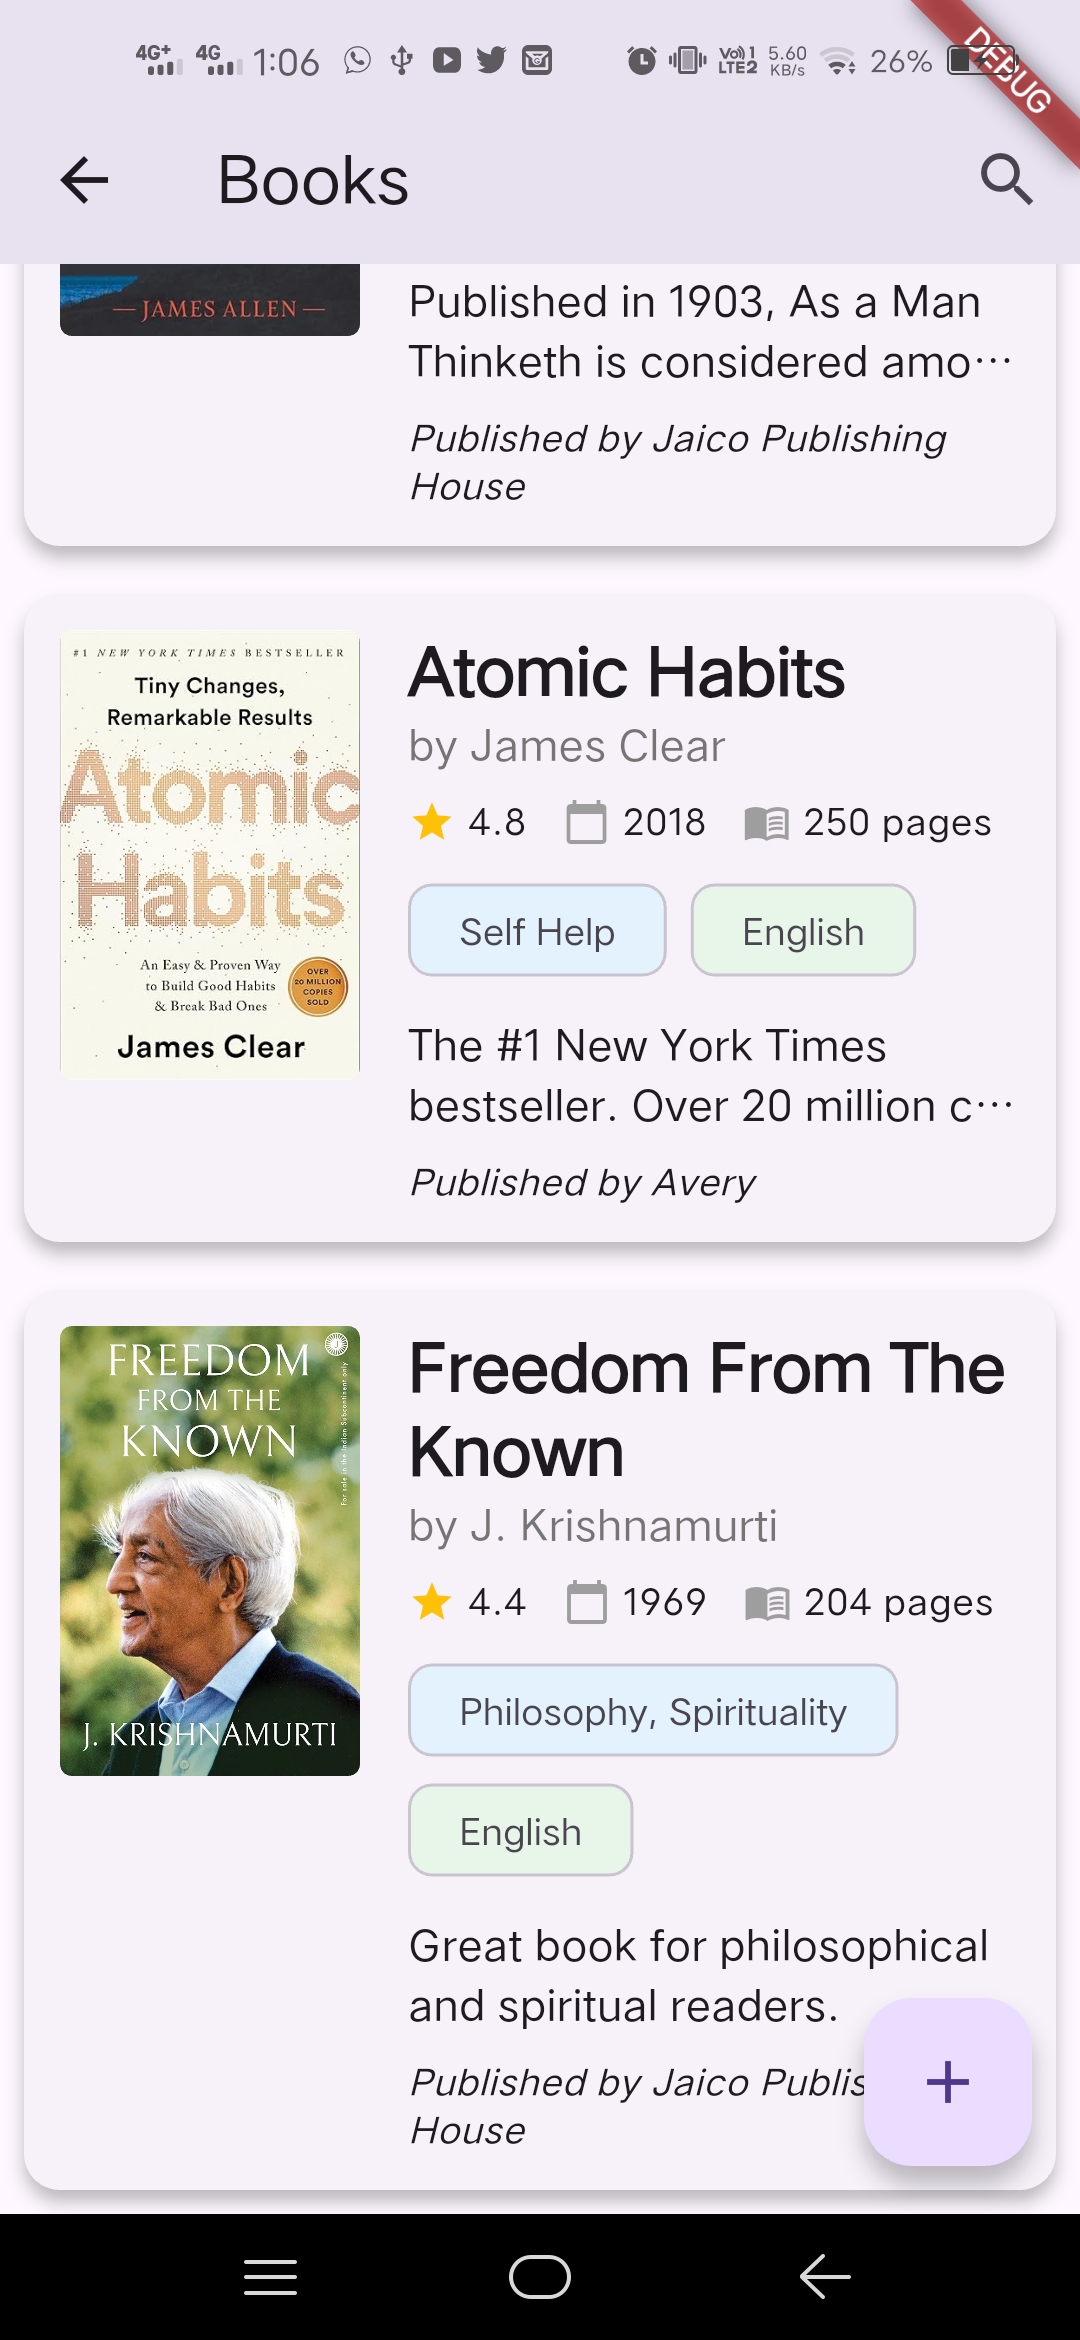 4G+ 4G 1:06 Vo)) 1 LTE2 5.60 KB/s 26%
DEBUG
Books
— JAMES ALLEN —
Published in 1903, As a Man
Thinketh is considered amo...
Published by Jaico Publishing
House
#1 NEW YORK TIMES BESTSELLER
Tiny Changes,
Remarkable Results
Atomic
Habits
An Easy & Proven Way
to Build Good Habits
& Break Bad Ones
OVER
20 MILLION
COPIES
SOLD
James Clear
Atomic Habits
by James Clear
4.8 2018 250 pages
Self Help English
The #1 New York Times
bestseller. Over 20 million c...
Published by Avery
FREEDOM
FROM THE
KNOWN
For sale in the Indian Subcontinent only
J. KRISHNAMURTI
Freedom From The
Known
by J. Krishnamurti
4.4 1969 204 pages
Philosophy, Spirituality
English
Great book for philosophical
and spiritual readers.
Published by Jaico Publis
House